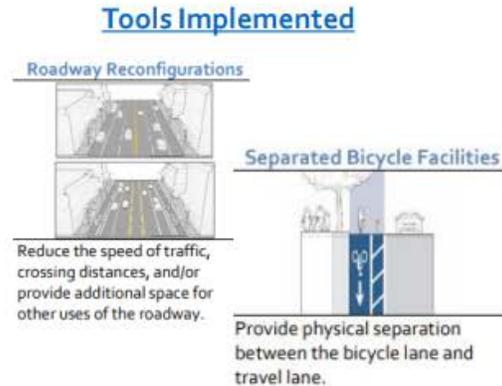 Tools Implemented
Roadway Reconfigurations
Reduce the speed of traffic,
crossing distances, and/or
provide additional space for
other uses of the roadway.
Separated Bicycle Facilities
Provide physical separation
between the bicycle lane and
travel lane.